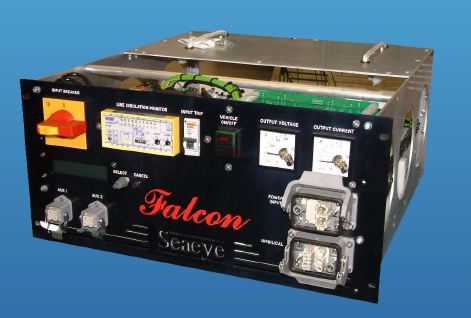 INPUT BREAKER
LINE INSULATION MONITOR
INPUT TRIP
VEHICLE
ON/OFF
OUTPUT VOLTAGE
OUTPUT CURRENT
SELECT
CANCEL
AUX 1
AUX 2
POWER
INPUT
Falcon
Seaeye
UMBILICAL